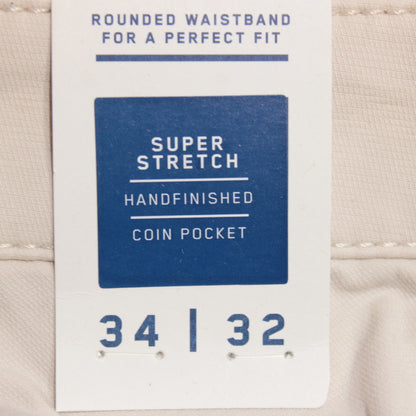 ROUNDED WAISTBAND
FOR A PERFECT FIT
SUPER
STRETCH
HANDFINISHED
COIN POCKET
34 | 32